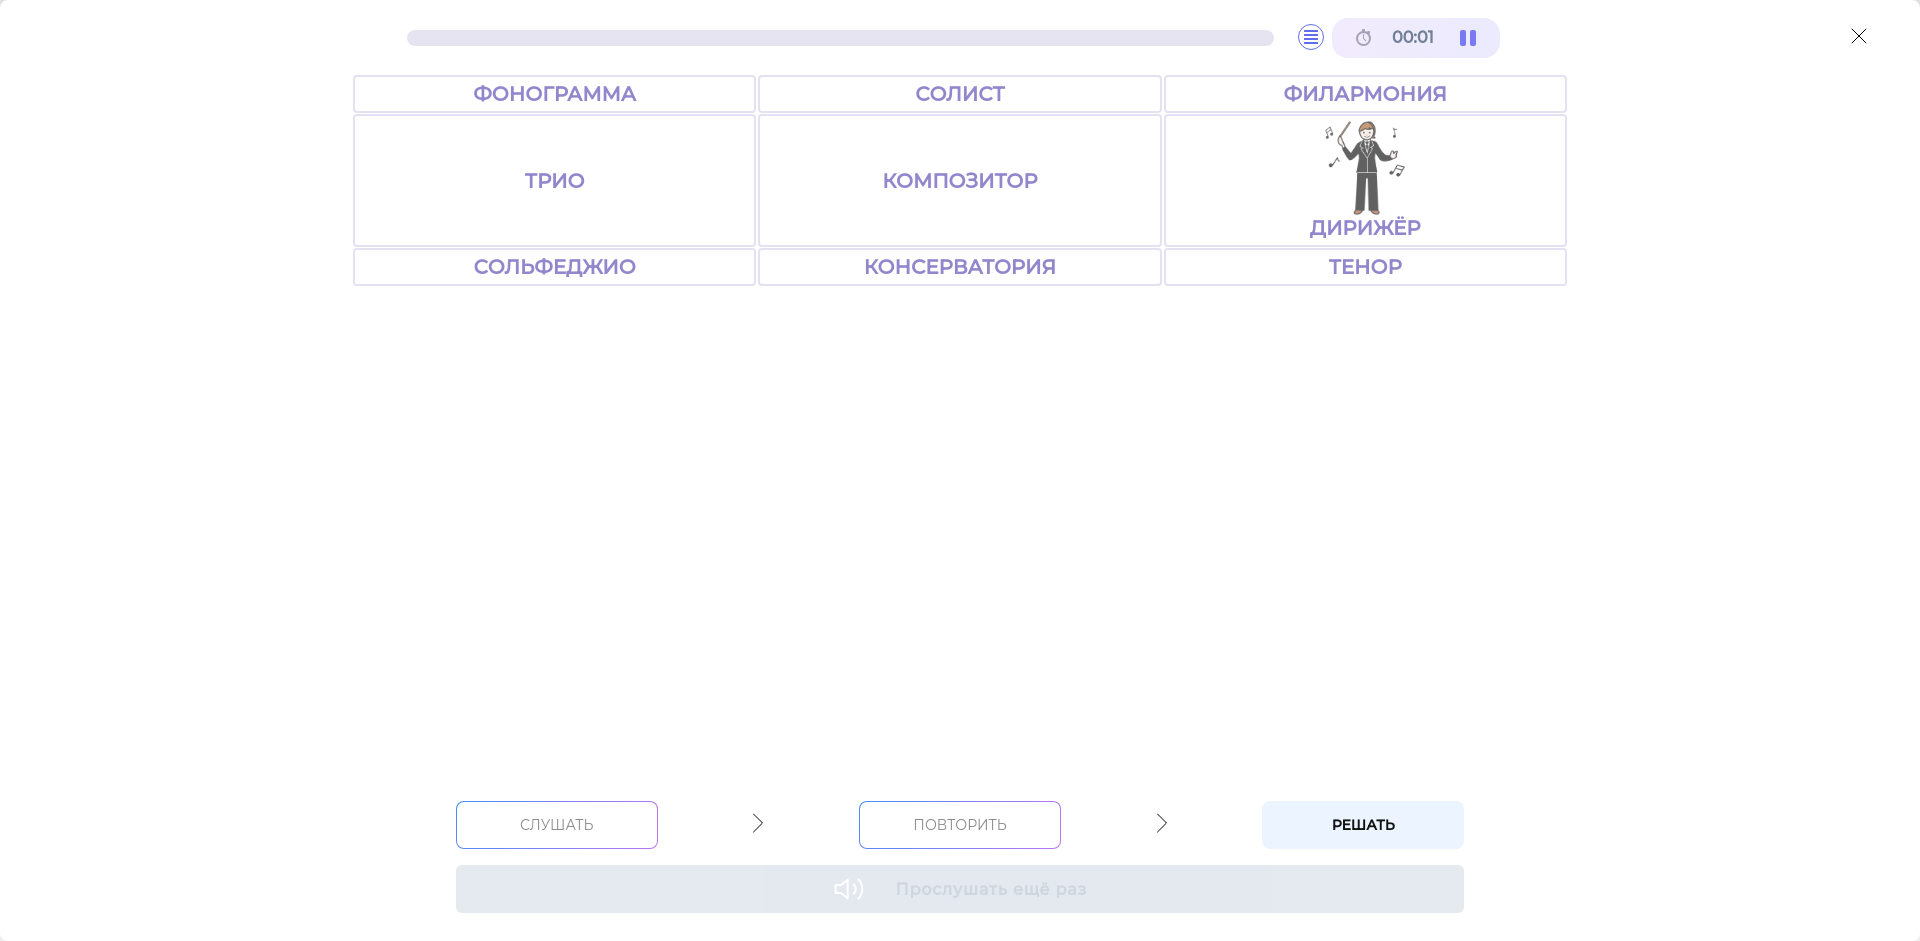 00:01
ФОНОГРАММА
СОЛИСТ
ФИЛАРМОНИЯ
ТРИО
КОМПОЗИТОР
ДИРИЖЁР
СОЛЬФЕДЖИО
КОНСЕРВАТОРИЯ
ТЕНОР
СЛУШАТЬ
ПОВТОРИТЬ
РЕШАТЬ
Прослушать ещё раз